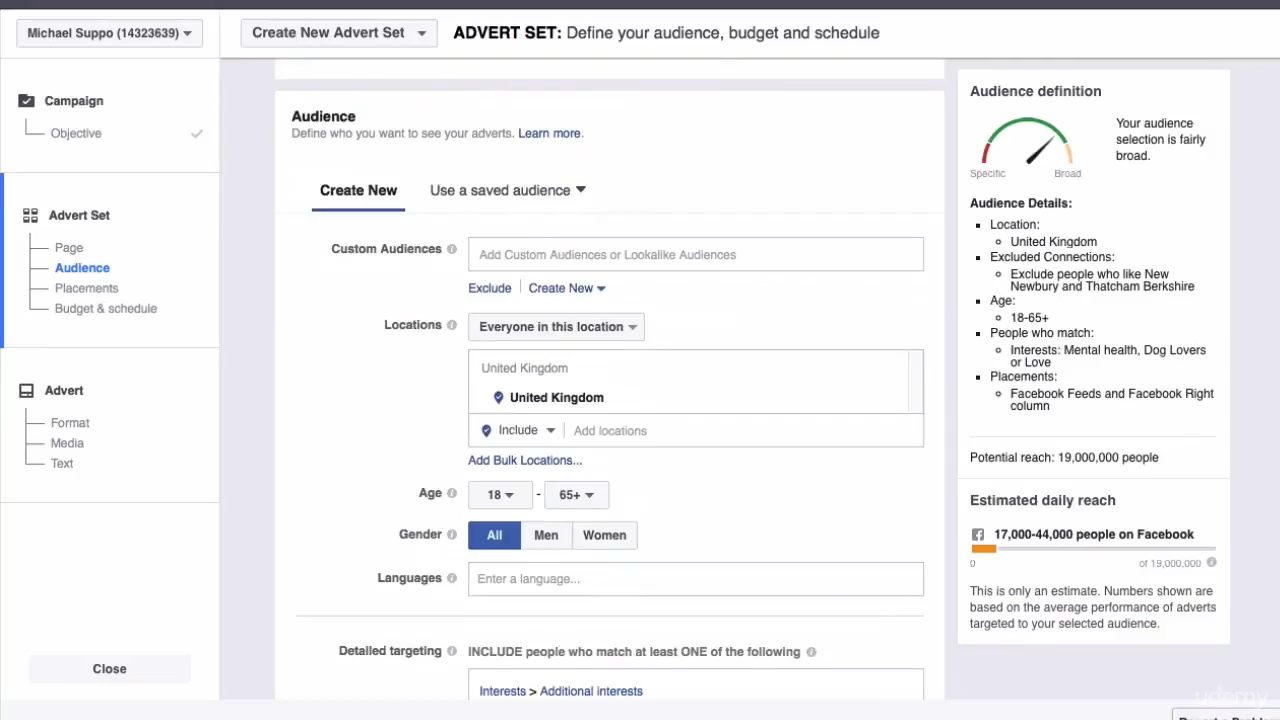 Michael Suppo (14323639)
Create New Advert Set
ADVERT SET: Define your audience, budget and schedule
Campaign
Objective
Advert Set
Page
Audience
Placements
Budget & schedule
Advert
Format
Media
Text
Close
Audience
Define who you want to see your adverts. Learn more.
Create New
Use a saved audience
Custom Audiences
Add Custom Audiences or Lookalike Audiences
Exclude
Create New
Locations
Everyone in this location
United Kingdom
United Kingdom
Include
Add locations
Add Bulk Locations...
Age
18
-
65+
Gender
All
Men
Women
Languages
Enter a language...
Detailed targeting
INCLUDE people who match at least ONE of the following
Interests > Additional interests
Audience definition
Specific
Broad
Your audience
selection is fairly
broad.
Audience Details:
Location:
United Kingdom
Excluded Connections:
Exclude people who like New
Newbury and Thatcham Berkshire
Age:
18-65+
People who match:
Interests: Mental health, Dog Lovers
or Love
Placements:
Facebook Feeds and Facebook Right
column
Potential reach: 19,000,000 people
Estimated daily reach
17,000-44,000 people on Facebook
0
of 19,000,000
This is only an estimate. Numbers shown are
based on the average performance of adverts
targeted to your selected audience.
udemy